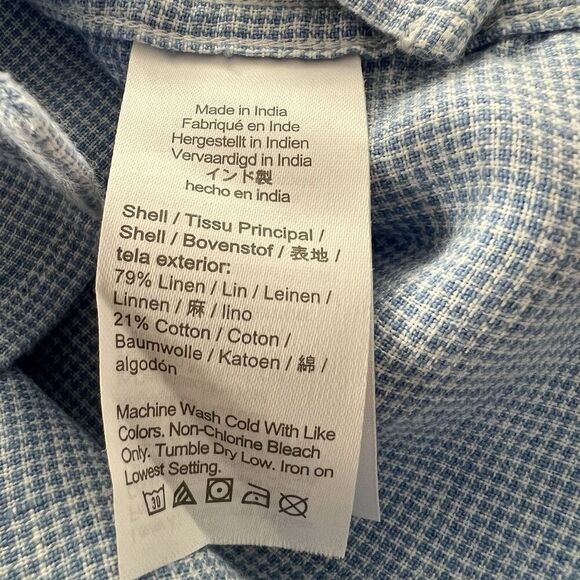 Made in India
Fabriqué en Inde
Hergestellt in Indien
Vervaardigd in India
インド製
hecho en india
Shell / Tissu Principal /
Shell / Bovenstof / 表地 /
tela exterior:
79% Linen / Lin / Leinen /
Linnen / 麻 / lino
21% Cotton / Coton /
Baumwolle / Katoen / 綿 /
algodón
Machine Wash Cold With Like
Colors. Non-Chlorine Bleach
Only. Tumble Dry Low. Iron on
Lowest Setting.
30